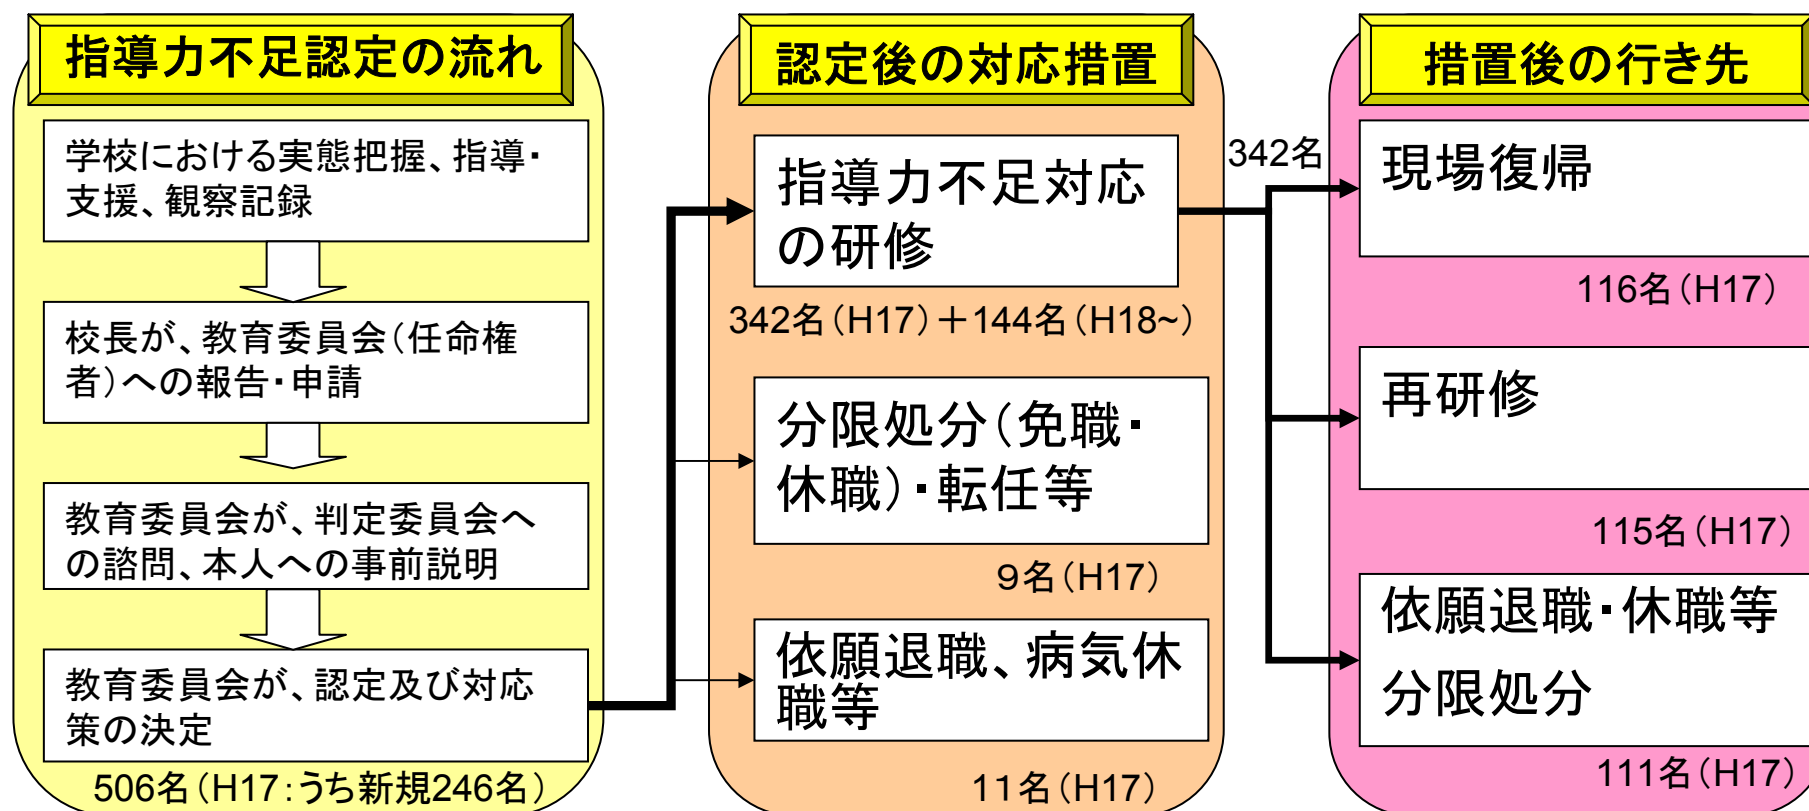 指導力不足認定の流れ
学校における実態把握、指導・
支援、観察記録
校長が、教育委員会(任命権
者)への報告・申請
教育委員会が、判定委員会へ
の諮問、本人への事前説明
教育委員会が、認定及び対応
策の決定
506名(H17:うち新規246名)
認定後の対応措置
指導力不足対応
の研修
342名(H17)+144名(H18~)
分限処分(免職・
休職)・転任等
9名(H17)
依願退職、病気休
職等
11名(H17)
措置後の行き先
342名
現場復帰
116名(H17)
再研修
115名(H17)
依願退職・休職等
分限処分
111名(H17)